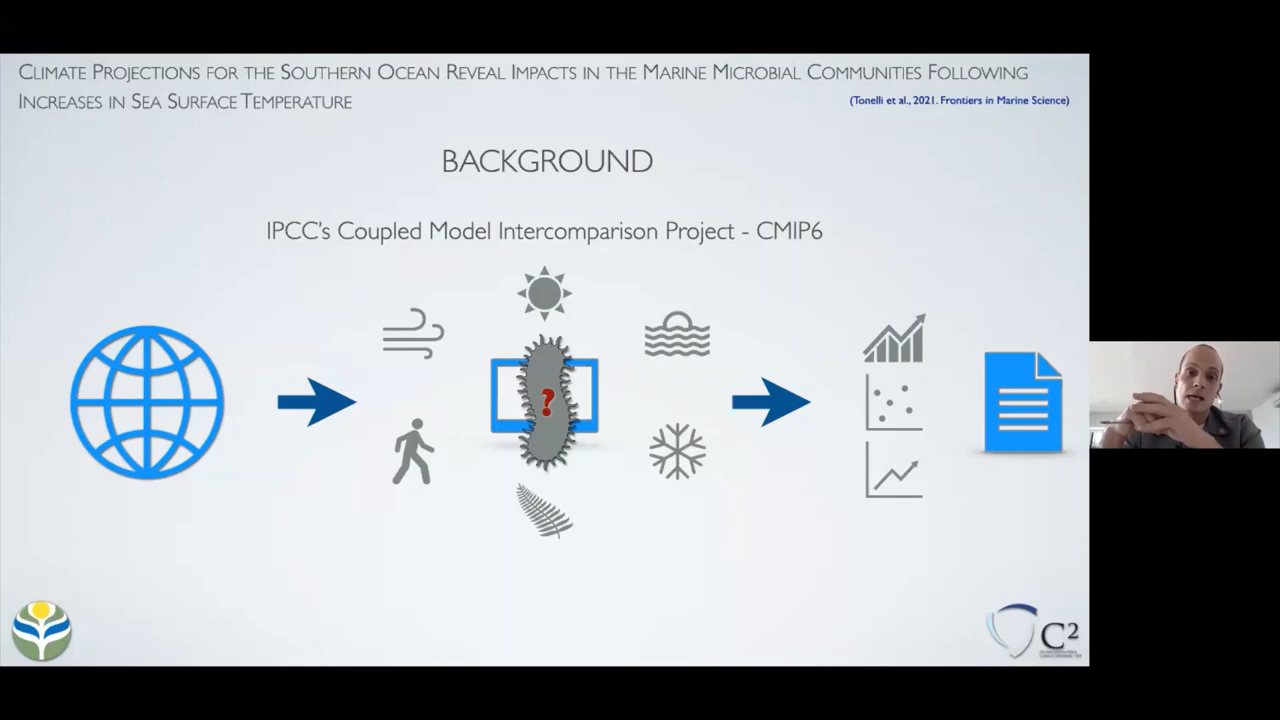 CLIMATE PROJECTIONS FOR THE SOUTHERN OCEAN REVEAL IMPACTS IN THE MARINE MICROBIAL COMMUNITIES FOLLOWING
INCREASES IN SEA SURFACE TEMPERATURE
(Tonelli et al., 2021. Frontiers in Marine Science)
BACKGROUND
IPCC's Coupled Model Intercomparison Project - CMIP6
?
C²